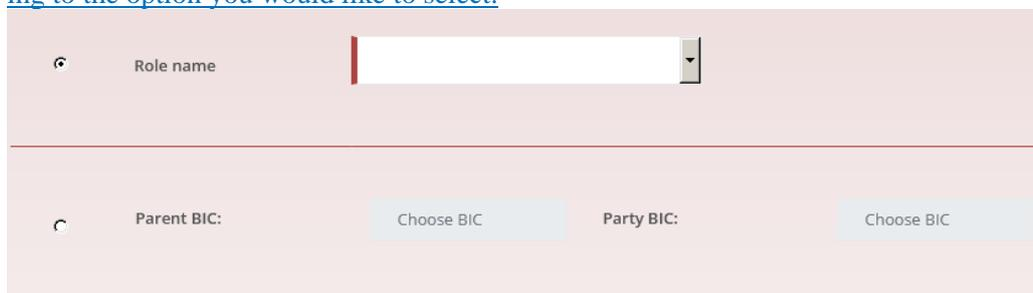 ing to the option you would like to select.
Role name
Parent BIC: Choose BIC Party BIC: Choose BIC